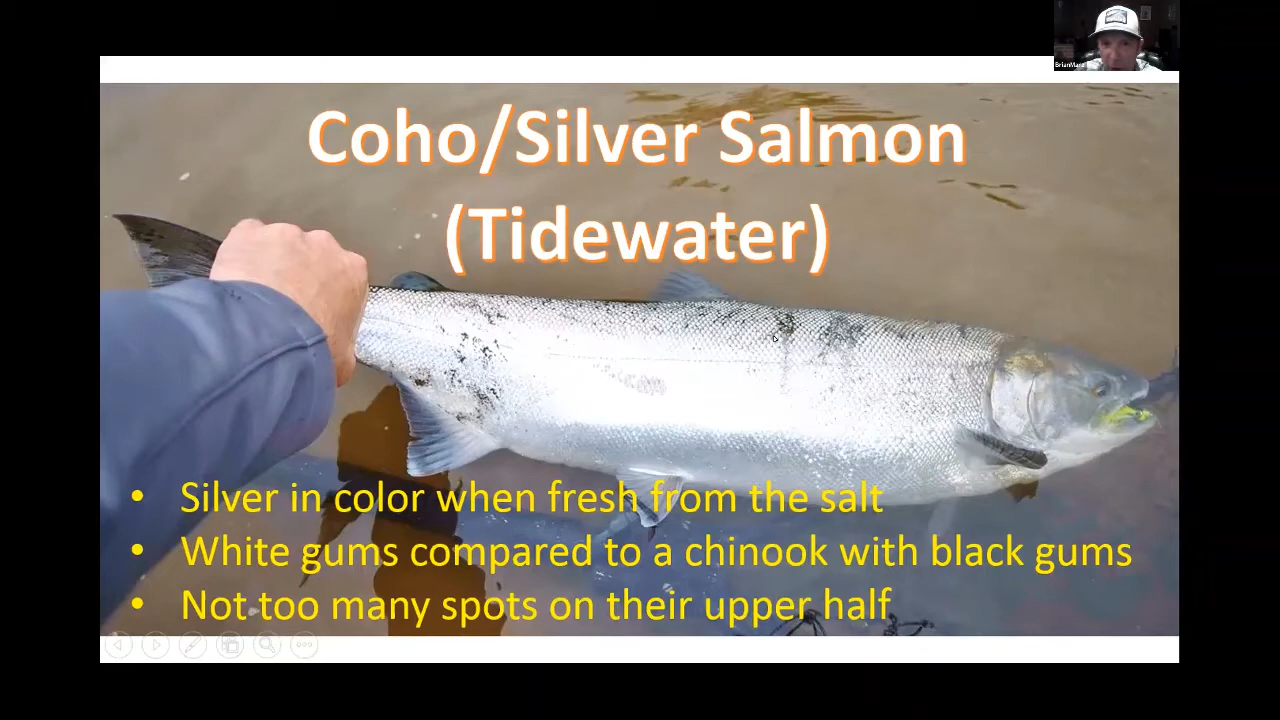 Coho/Silver Salmon
(Tidewater)
• Silver in color when fresh from the salt
• White gums compared to a chinook with black gums
• Not too many spots on their upper half